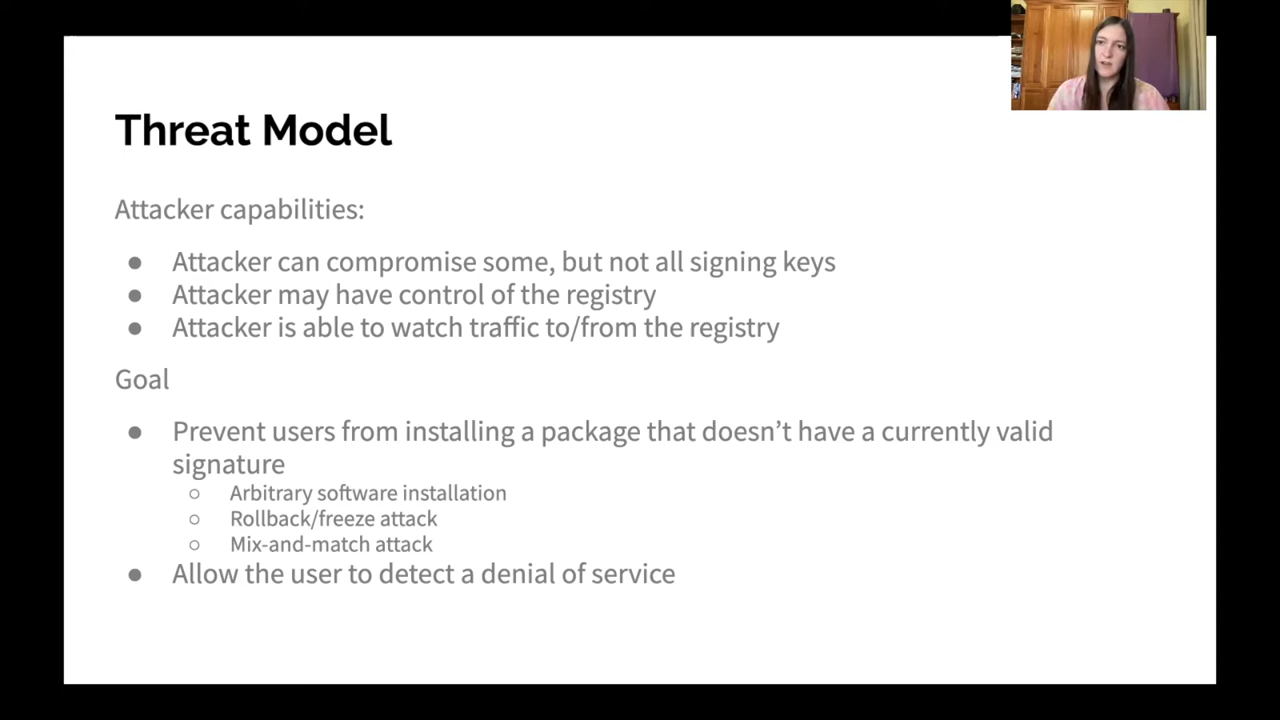 Threat Model
Attacker capabilities:
● Attacker can compromise some, but not all signing keys
● Attacker may have control of the registry
● Attacker is able to watch traffic to/from the registry
Goal
● Prevent users from installing a package that doesn’t have a currently valid
signature
○ Arbitrary software installation
○ Rollback/freeze attack
○ Mix-and-match attack
● Allow the user to detect a denial of service